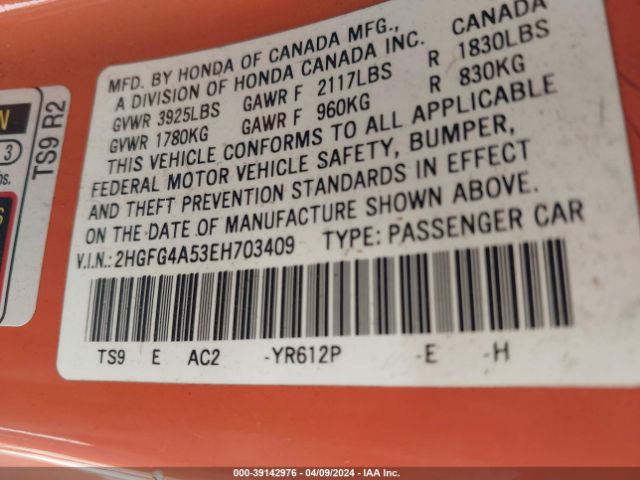 MFD. BY HONDA OF CANADA MFG.,
A DIVISION OF HONDA CANADA INC. CANADA
GVWR 3925LBS GAWR F 2117LBS R 1830LBS
GVWR 1780KG GAWR F 960KG R 830KG
THIS VEHICLE CONFORMS TO ALL APPLICABLE
FEDERAL MOTOR VEHICLE SAFETY, BUMPER,
AND THEFT PREVENTION STANDARDS IN EFFECT
ON THE DATE OF MANUFACTURE SHOWN ABOVE.
V.I.N.: 2HGFG4A53EH703409 TYPE: PASSENGER CAR
TS9 E AC2 -YR612P -E -H
TS9 R2
3
000-39142976 | 04/09/2024 - IAA Inc.